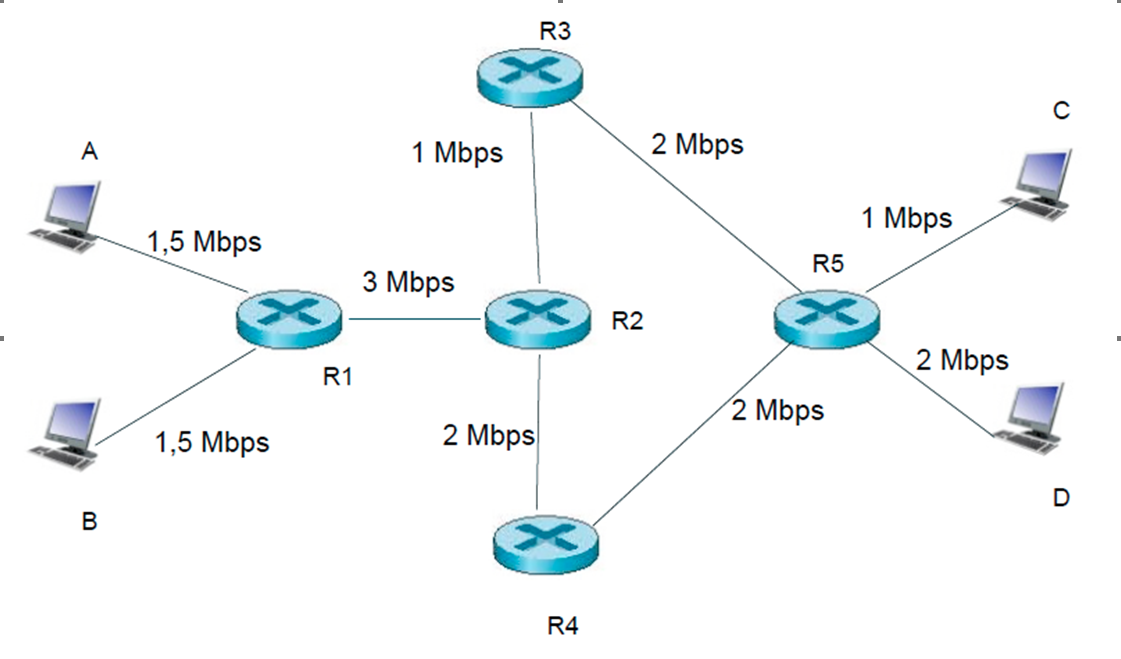 R3
C
A
1 Mbps
2 Mbps
1,5 Mbps
1 Mbps
3 Mbps
R5
R2
R1
2 Mbps
2 Mbps
2 Mbps
1,5 Mbps
D
B
R4